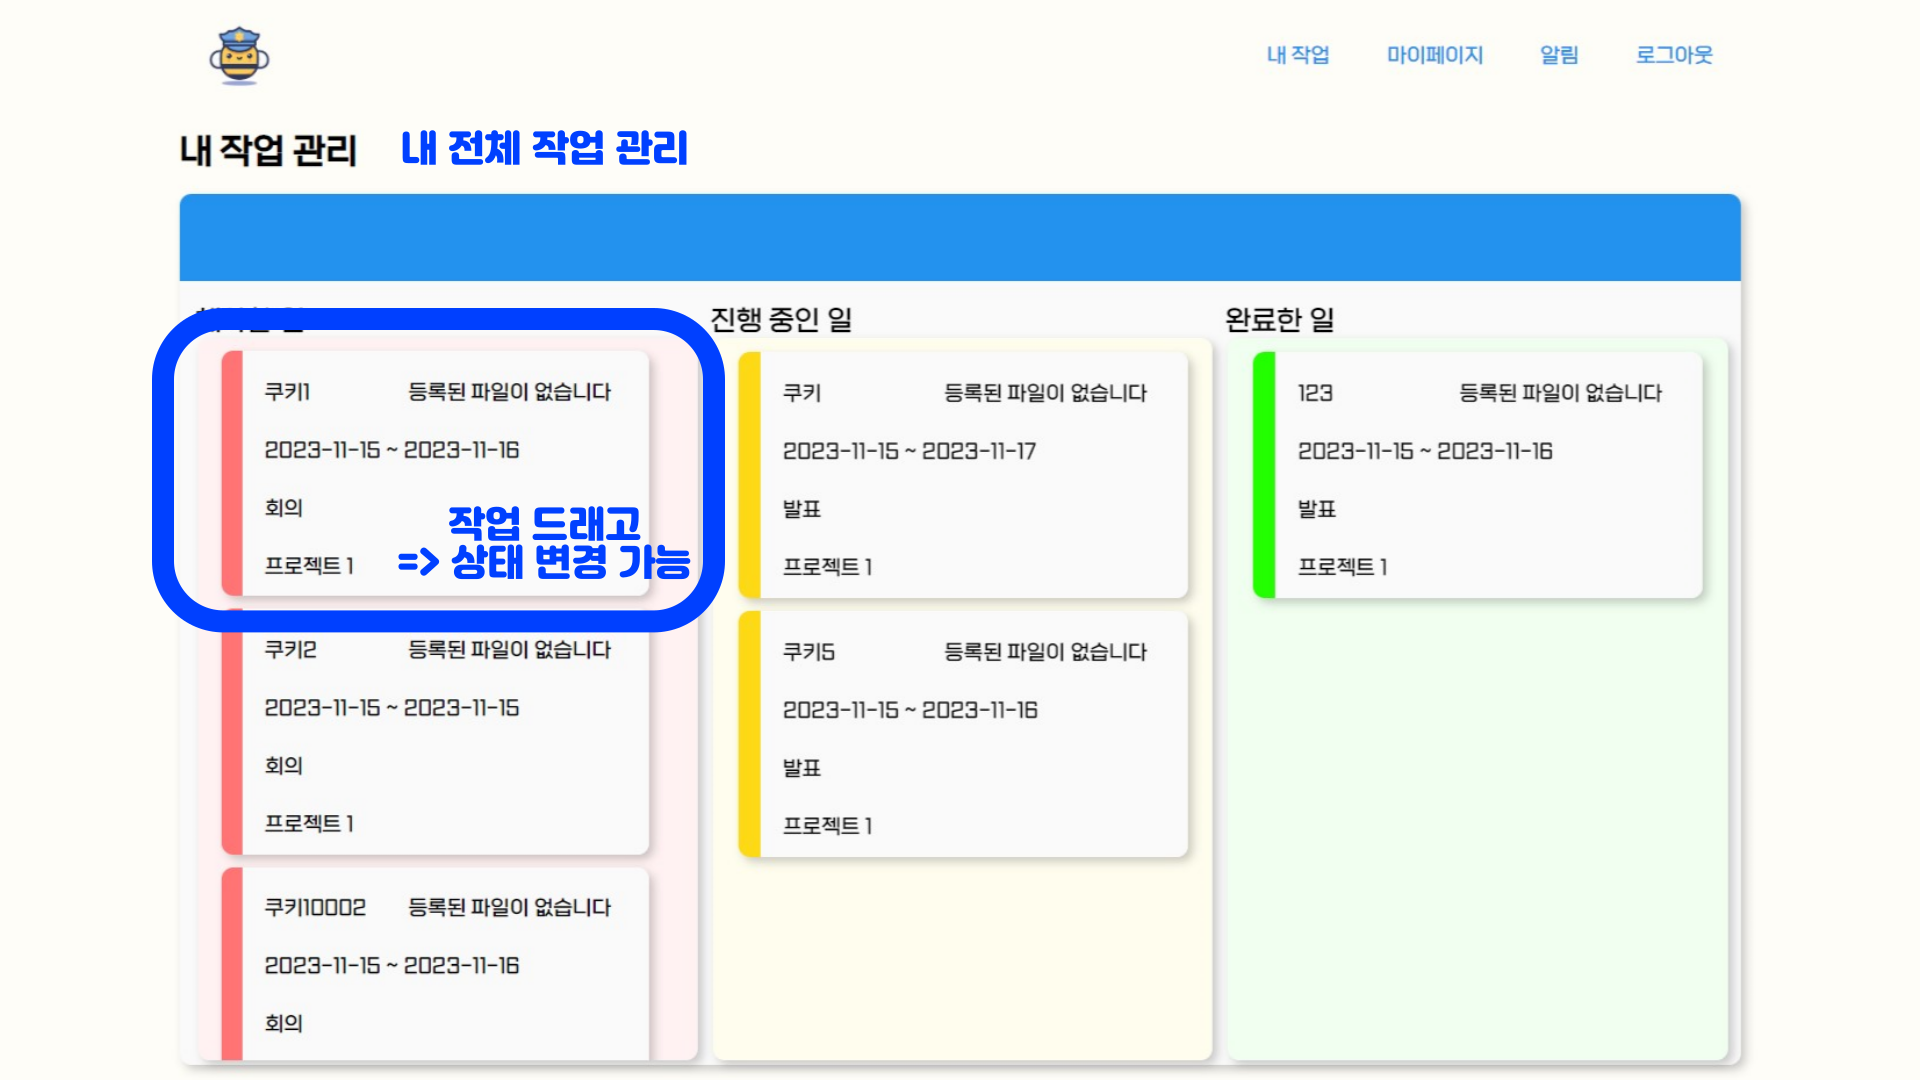 내 작업 마이페이지 알림 로그아웃
내 작업 관리 내 전체 작업 관리
진행 중인 일 완료한 일
쿠키1 등록된 파일이 없습니다
2023-11-15 ~ 2023-11-16
회의
프로젝트 1
작업 드래고
=> 상태 변경 가능
쿠키2 등록된 파일이 없습니다
2023-11-15 ~ 2023-11-15
회의
프로젝트 1
쿠키10002 등록된 파일이 없습니다
2023-11-15 ~ 2023-11-16
회의
쿠키 등록된 파일이 없습니다
2023-11-15 ~ 2023-11-17
발표
프로젝트 1
쿠키5 등록된 파일이 없습니다
2023-11-15 ~ 2023-11-16
발표
프로젝트 1
123 등록된 파일이 없습니다
2023-11-15 ~ 2023-11-16
발표
프로젝트 1